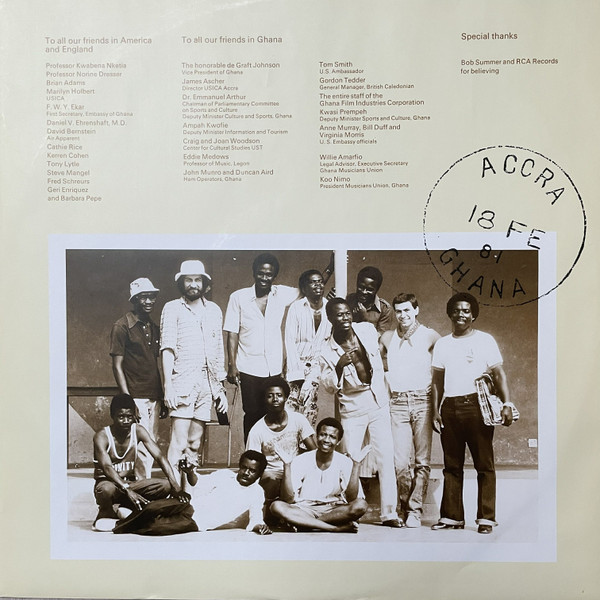 To all our friends in America
and England
Professor Kwabena Nketia
Professor Norine Dresser
Brian Adams
Marilyn Hulbert
USICA
F. W. Y. Ekar
First Secretary, Embassy of Ghana
Daniel V. Ehrensaft, M.D.
David Bernstein
Air Apparent
Cathie Rice
Karren Cohen
Tony Lytle
Steve Mangel
Fred Schreurs
Geri Enriquez
and Barbara Pepe
To all our friends in Ghana
The honorable de Graft Johnson
Vice President of Ghana
James Ascher
Director USICA Accra
Dr. Emmanuel Arthur
Chairman of Parliamentary Committee
on Sports and Culture
Deputy Minister Culture and Sports, Ghana
Ampah Kwofie
Deputy Minister Information and Tourism
Craig and Joan Woodson
Center for Cultural Studies UST
Eddie Medows
Professor of Music, Legon
John Munro and Duncan Aird
Ham Operators, Ghana
Tom Smith
U.S. Ambassador
Gordon Tedder
General Manager, British Caledonian
The entire staff of the
Ghana Film Industries Corporation
Kwasi Prempeh
Deputy Minister Sports and Culture, Ghana
Anne Murray, Bill Duff and
Virginia Morris
U.S. Embassy officials
Willie Amarfio
Legal Advisor, Executive Secretary
Ghana Musicians Union
Koo Nimo
President Musicians Union, Ghana
Special thanks
Bob Summer and RCA Records
for believing
ACCRA
18 FE
81
GHANA